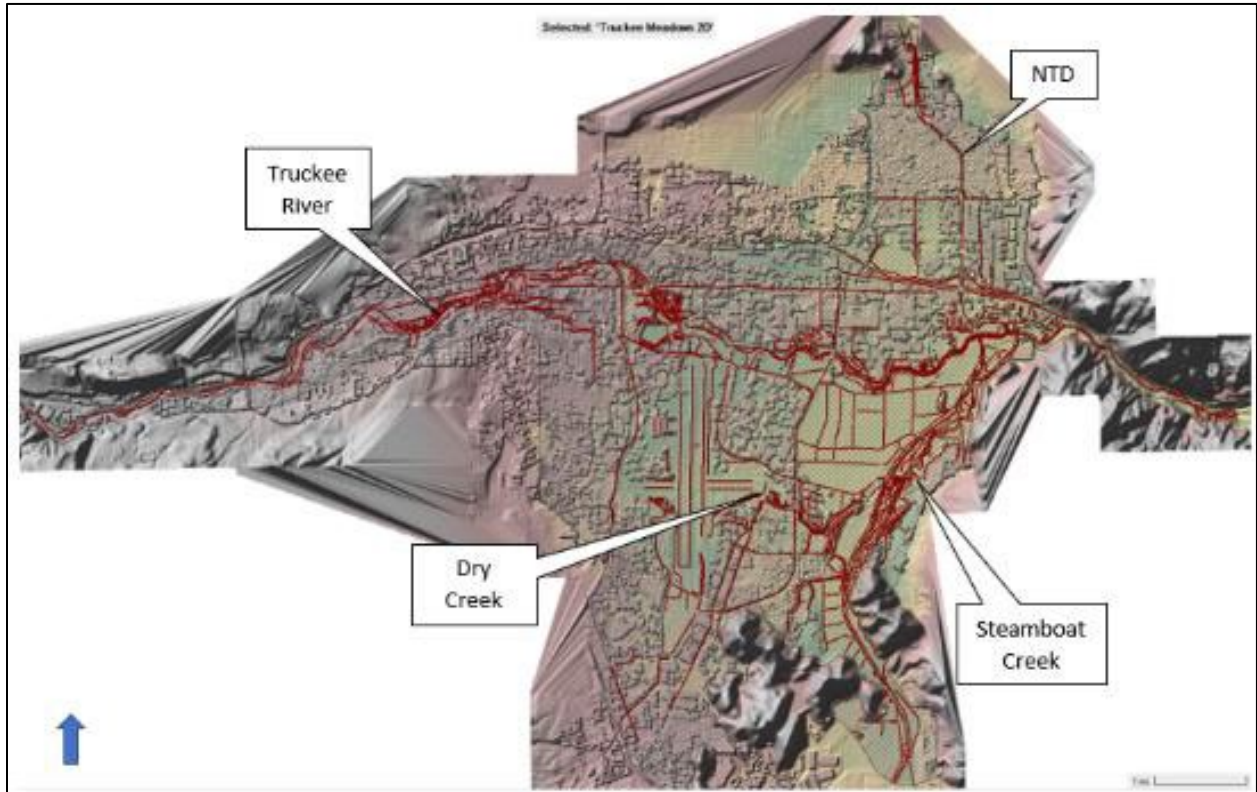 Selected: 'Truckee Meadows 2D'
NTD
Truckee
River
Dry
Creek
Steamboat
Creek